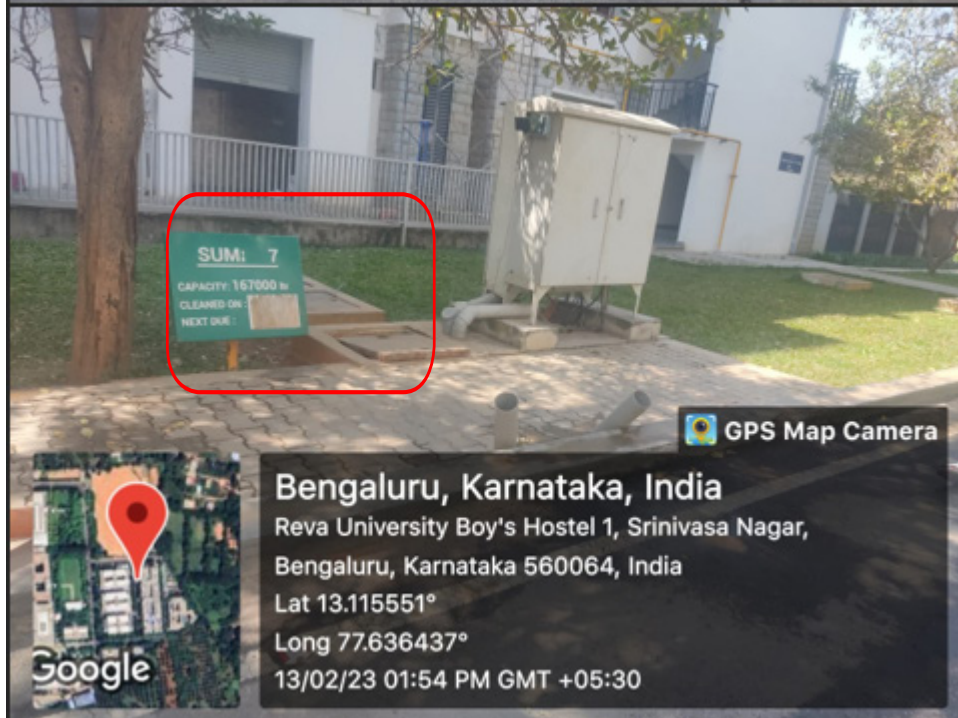 SUM: 7
CAPACITY: 167000 ltr
CLEANED ON :
NEXT DUE :
GPS Map Camera
Bengaluru, Karnataka, India
Reva University Boy's Hostel 1, Srinivasa Nagar,
Bengaluru, Karnataka 560064, India
Lat 13.115551°
Long 77.636437°
13/02/23 01:54 PM GMT +05:30
Google